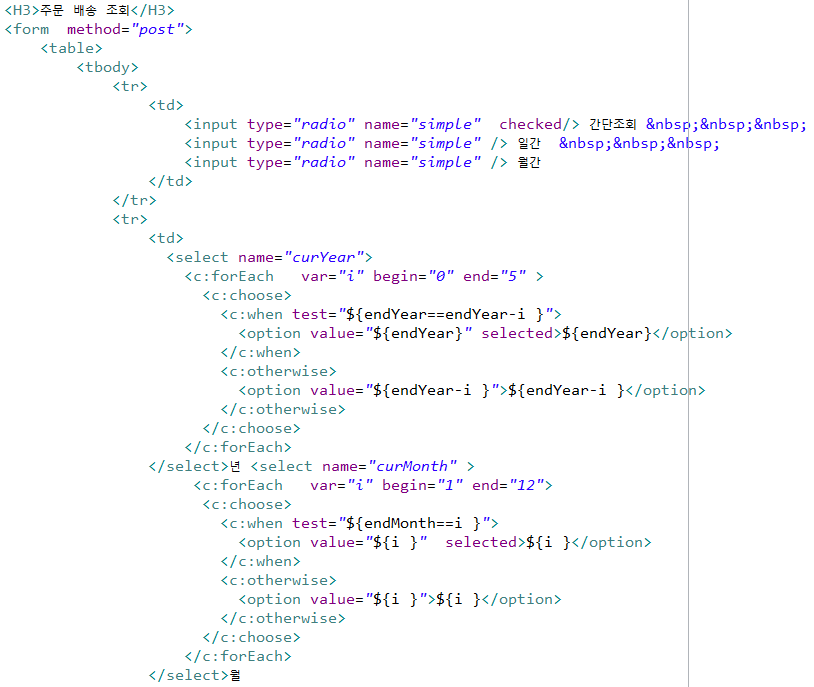 <H3>주문 배송 조회</H3>
<form  method="post">
    <table>
        <tbody>
            <tr>
                <td>
                    <input type="radio" name="simple"  checked/> 간단조회 &nbsp;&nbsp;&nbsp;
                    <input type="radio" name="simple" /> 일간  &nbsp;&nbsp;&nbsp;
                    <input type="radio" name="simple" /> 월간
                </td>
            </tr>
            <tr>
                <td>
                  <select name="curYear">
                    <c:forEach   var="i" begin="0" end="5" >
                      <c:choose>
                        <c:when test="${endYear==endYear-i }">
                          <option value="${endYear}" selected>${endYear}</option>
                        </c:when>
                        <c:otherwise>
                          <option value="${endYear-i }">${endYear-i }</option>
                        </c:otherwise>
                      </c:choose>
                    </c:forEach>
                </select>년 <select name="curMonth" >
                     <c:forEach   var="i" begin="1" end="12">
                      <c:choose>
                        <c:when test="${endMonth==i }">
                          <option value="${i }"  selected>${i }</option>
                        </c:when>
                        <c:otherwise>
                          <option value="${i }">${i }</option>
                        </c:otherwise>
                      </c:choose>
                    </c:forEach>
                </select>월